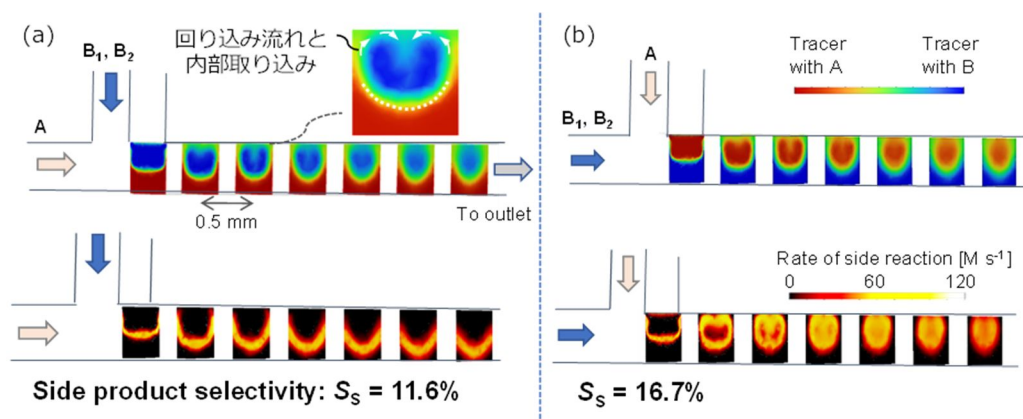 (a)
B₁, B₂
回り込み流れと
内部取り込み
A
0.5 mm
To outlet
Side product selectivity: Sₛ = 11.6%
(b)
A
Tracer
with A
Tracer
with B
B₁, B₂
Rate of side reaction [M s⁻¹]
0 60 120
Sₛ = 16.7%